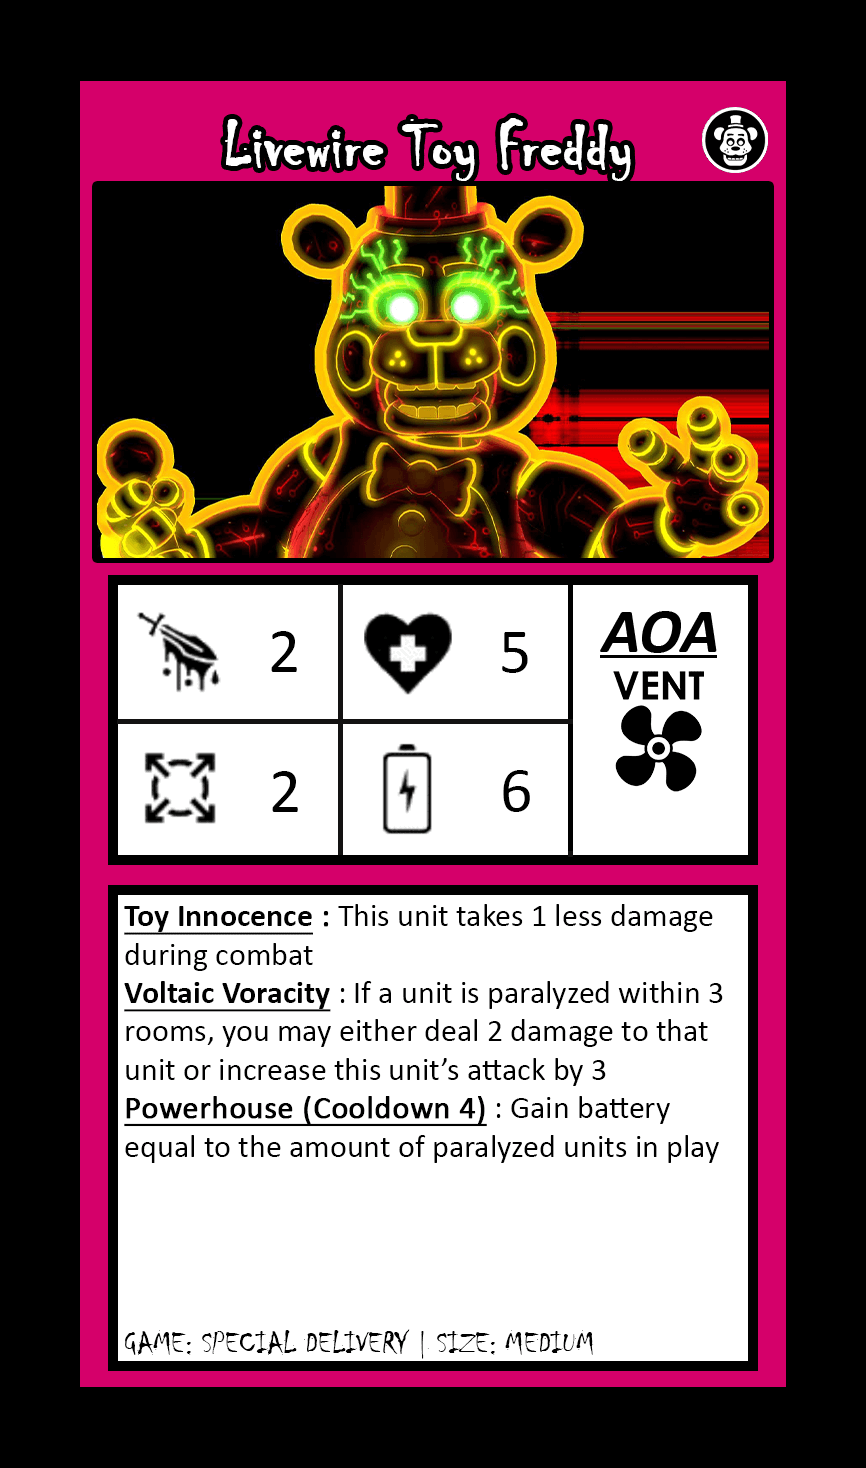 Livewire Toy Freddy
2
5
AOA
VENT
2
6
Toy Innocence : This unit takes 1 less damage
during combat
Voltaic Voracity : If a unit is paralyzed within 3
rooms, you may either deal 2 damage to that
unit or increase this unit’s attack by 3
Powerhouse (Cooldown 4) : Gain battery
equal to the amount of paralyzed units in play
GAME: SPECIAL DELIVERY | SIZE: MEDIUM